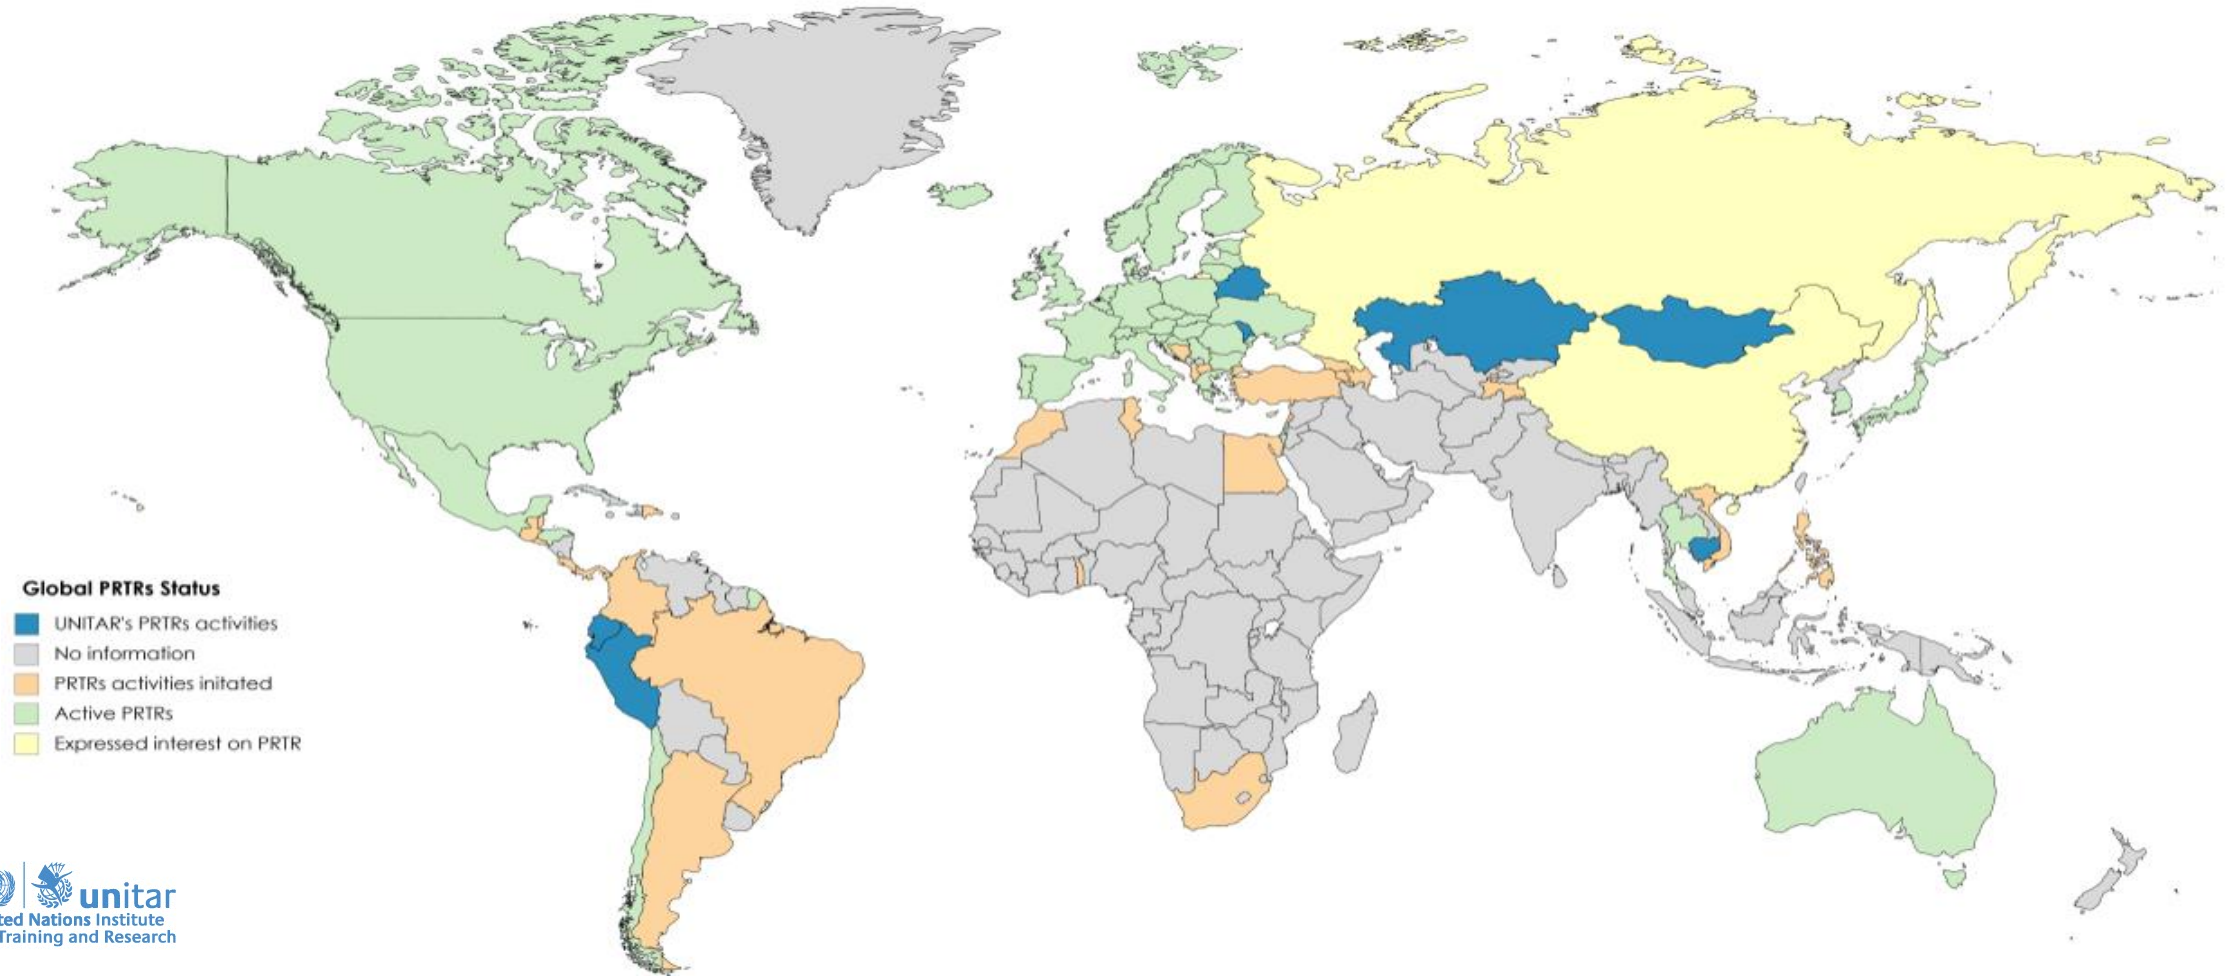 Global PRTRs Status
UNITAR's PRTRs activities
No information
PRTRs activities initated
Active PRTRs
Expressed interest on PRTR
unitar
ted Nations Institute
Training and Research